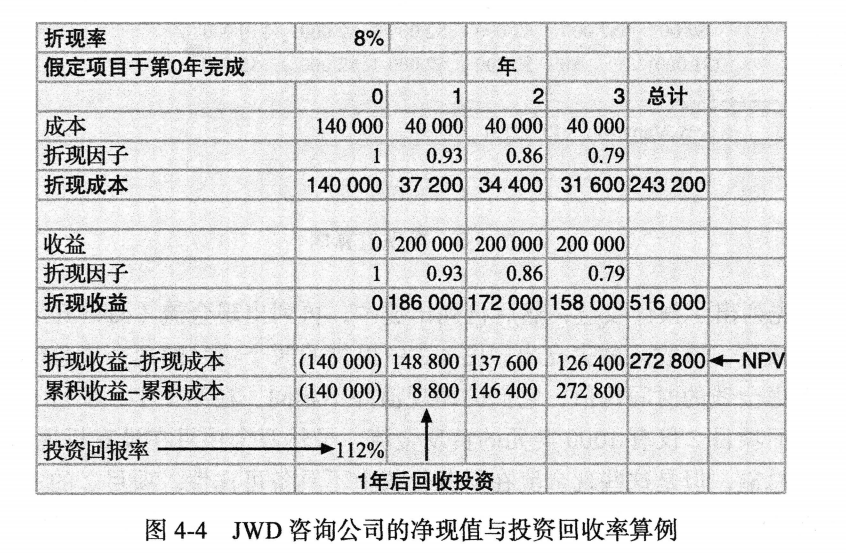 折现率 8%
假定项目于第0年完成 年
0 1 2 3 总计
成本 140 000 40 000 40 000 40 000
折现因子 1 0.93 0.86 0.79
折现成本 140 000 37 200 34 400 31 600 243 200
收益 0 200 000 200 000 200 000
折现因子 1 0.93 0.86 0.79
折现收益 0 186 000 172 000 158 000 516 000
折现收益–折现成本 (140 000) 148 800 137 600 126 400 272 800 ←NPV
累积收益–累积成本 (140 000) 8 800 146 400 272 800
投资回报率 →112%
1年后回收投资
图 4-4 JWD 咨询公司的净现值与投资回收率算例